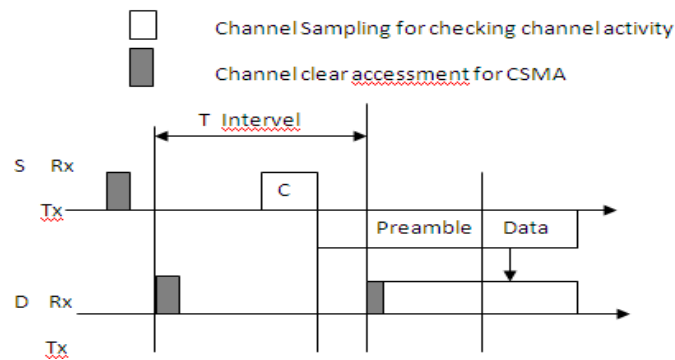 Channel Sampling for checking channel activity
Channel clear accessment for CSMA
T Intervel
S Rx
C
Tx
Preamble Data
D Rx
Tx